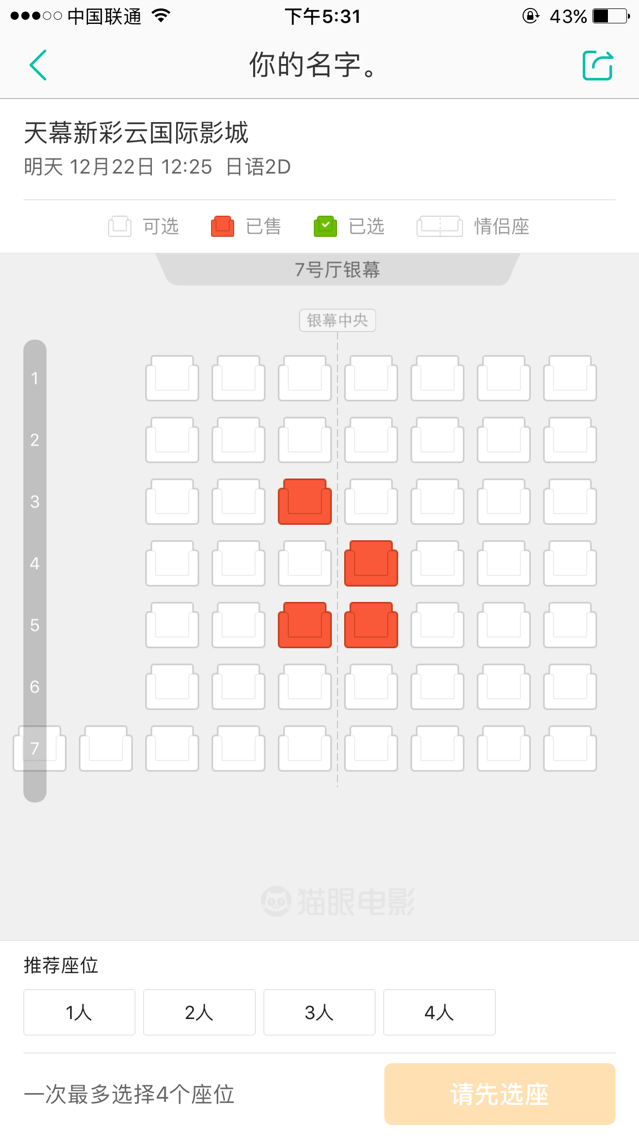 中国联通 下午5:31 43%
你的名字。
天幕新彩云国际影城
明天 12月22日 12:25 日语2D
可选 已售 已选 情侣座
7号厅银幕
银幕中央
1
2
3
4
5
6
7
猫眼电影
推荐座位
1人 2人 3人 4人
一次最多选择4个座位 请先选座